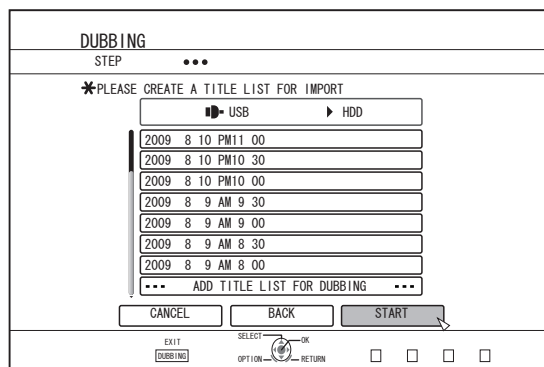 DUBBING
STEP
*PLEASE CREATE A TITLE LIST FOR IMPORT
USB ▶ HDD
2009 8 10 PM11 00
2009 8 10 PM10 30
2009 8 10 PM10 00
2009 8 9 AM 9 30
2009 8 9 AM 9 00
2009 8 9 AM 8 30
2009 8 9 AM 8 00
--- ADD TITLE LIST FOR DUBBING ---
CANCEL BACK START
EXIT
DUBBING
SELECT
OK
OPTION
RETURN